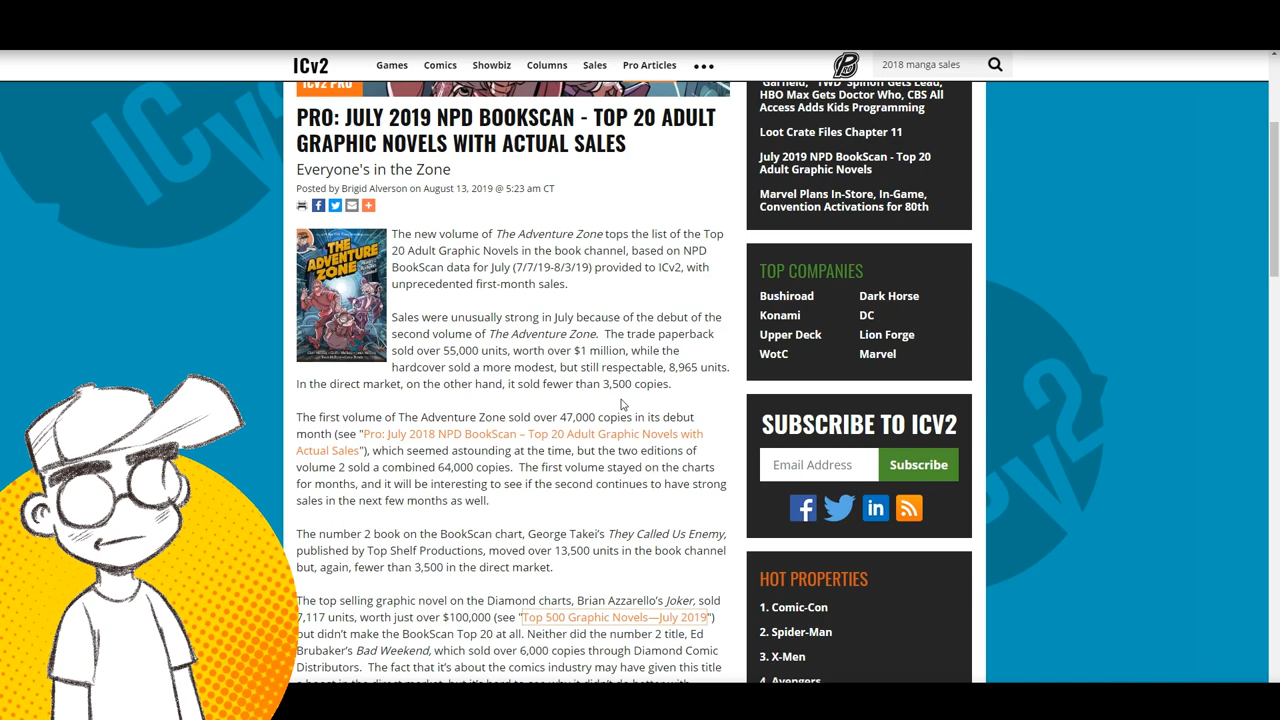 ICv2
Games Comics Showbiz Columns Sales Pro Articles •••
2018 manga sales
ICV2 PRO
PRO: JULY 2019 NPD BOOKSCAN - TOP 20 ADULT
GRAPHIC NOVELS WITH ACTUAL SALES
Everyone's in the Zone
Posted by Brigid Alverson on August 13, 2019 @ 5:23 am CT
THE
ADVENTURE
ZONE
The new volume of The Adventure Zone tops the list of the Top
20 Adult Graphic Novels in the book channel, based on NPD
BookScan data for July (7/7/19-8/3/19) provided to ICv2, with
unprecedented first-month sales.
Sales were unusually strong in July because of the debut of the
second volume of The Adventure Zone. The trade paperback
sold over 55,000 units, worth over $1 million, while the
hardcover sold a more modest, but still respectable, 8,965 units.
In the direct market, on the other hand, it sold fewer than 3,500 copies.
The first volume of The Adventure Zone sold over 47,000 copies in its debut
month (see "Pro: July 2018 NPD BookScan – Top 20 Adult Graphic Novels with
Actual Sales"), which seemed astounding at the time, but the two editions of
volume 2 sold a combined 64,000 copies. The first volume stayed on the charts
for months, and it will be interesting to see if the second continues to have strong
sales in the next few months as well.
The number 2 book on the BookScan chart, George Takei's They Called Us Enemy,
published by Top Shelf Productions, moved over 13,500 units in the book channel
but, again, fewer than 3,500 in the direct market.
The top selling graphic novel on the Diamond charts, Brian Azzarello's Joker, sold
7,117 units, worth just over $100,000 (see "Top 500 Graphic Novels—July 2019")
but didn't make the BookScan Top 20 at all. Neither did the number 2 title, Ed
Brubaker's Bad Weekend, which sold over 6,000 copies through Diamond Comic
Distributors. The fact that it's about the comics industry may have given this title
a boost in the direct market, but it's hard to see why it didn't do better with
'Garfield,' 'TWD' Spinoff Gets Lead,
HBO Max Gets Doctor Who, CBS All
Access Adds Kids Programming
Loot Crate Files Chapter 11
July 2019 NPD BookScan - Top 20
Adult Graphic Novels
Marvel Plans In-Store, In-Game,
Convention Activations for 80th
TOP COMPANIES
Bushiroad Dark Horse
Konami DC
Upper Deck Lion Forge
WotC Marvel
SUBSCRIBE TO ICV2
Email Address Subscribe
HOT PROPERTIES
1. Comic-Con
2. Spider-Man
3. X-Men
4. Avengers